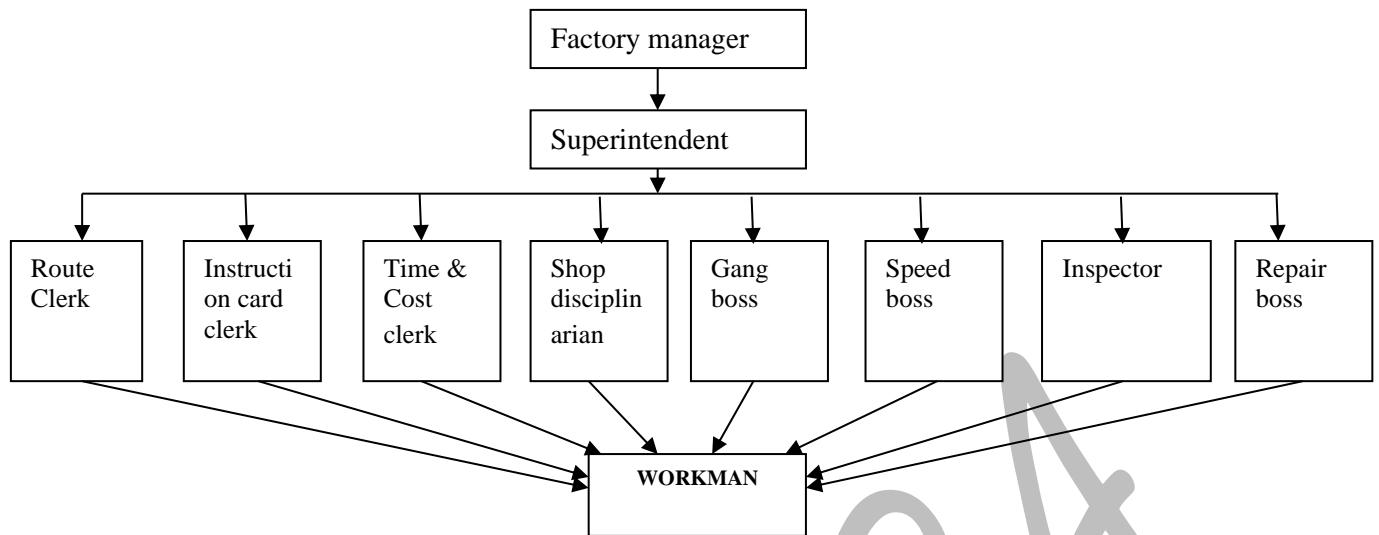 Factory manager
Superintendent
Route
Clerk
Instructi
on card
clerk
Time &
Cost
clerk
Shop
disciplin
arian
Gang
boss
Speed
boss
Inspector
Repair
boss
WORKMAN